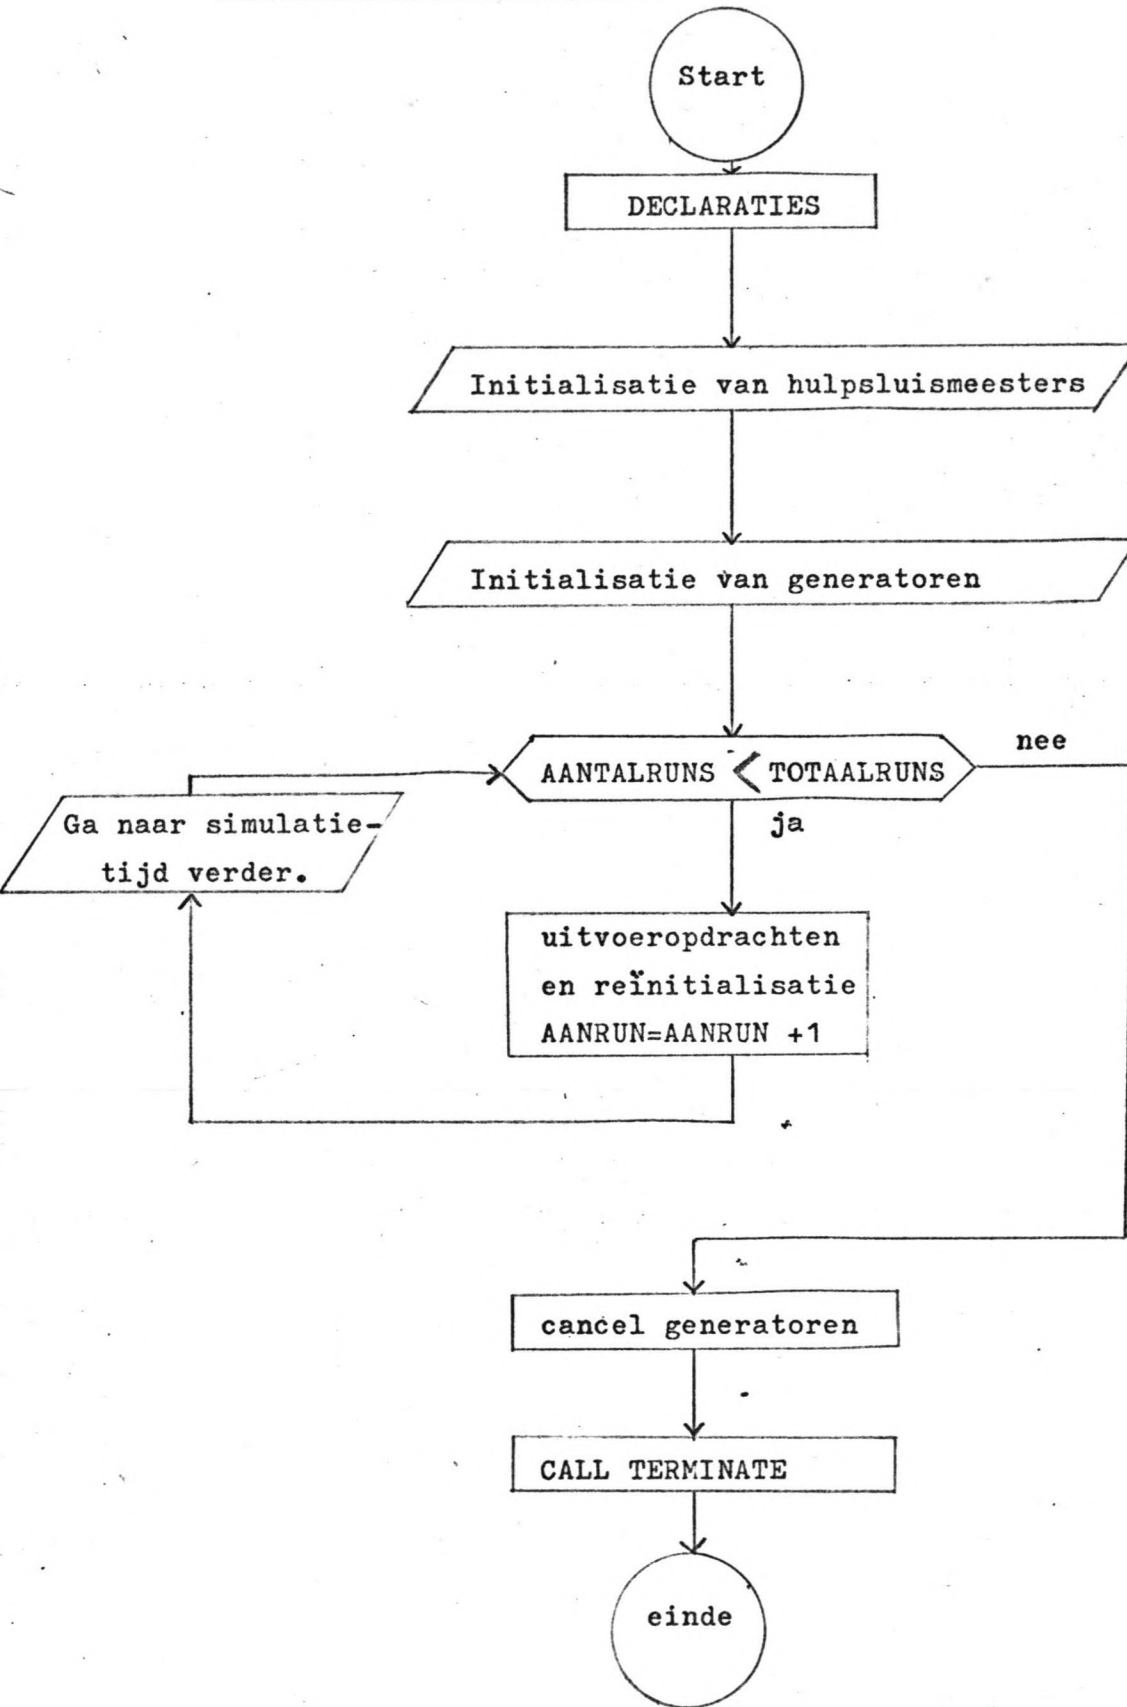 Start
DECLARATIES
Initialisatie van hulpsluismeesters
Initialisatie van generatoren
AANTALRUNS < TOTAALRUNS
nee
ja
Ga naar simulatie-
tijd verder.
uitvoeropdrachten
en reïnitialisatie
AANRUN=AANRUN +1
cancel generatoren
CALL TERMINATE
einde